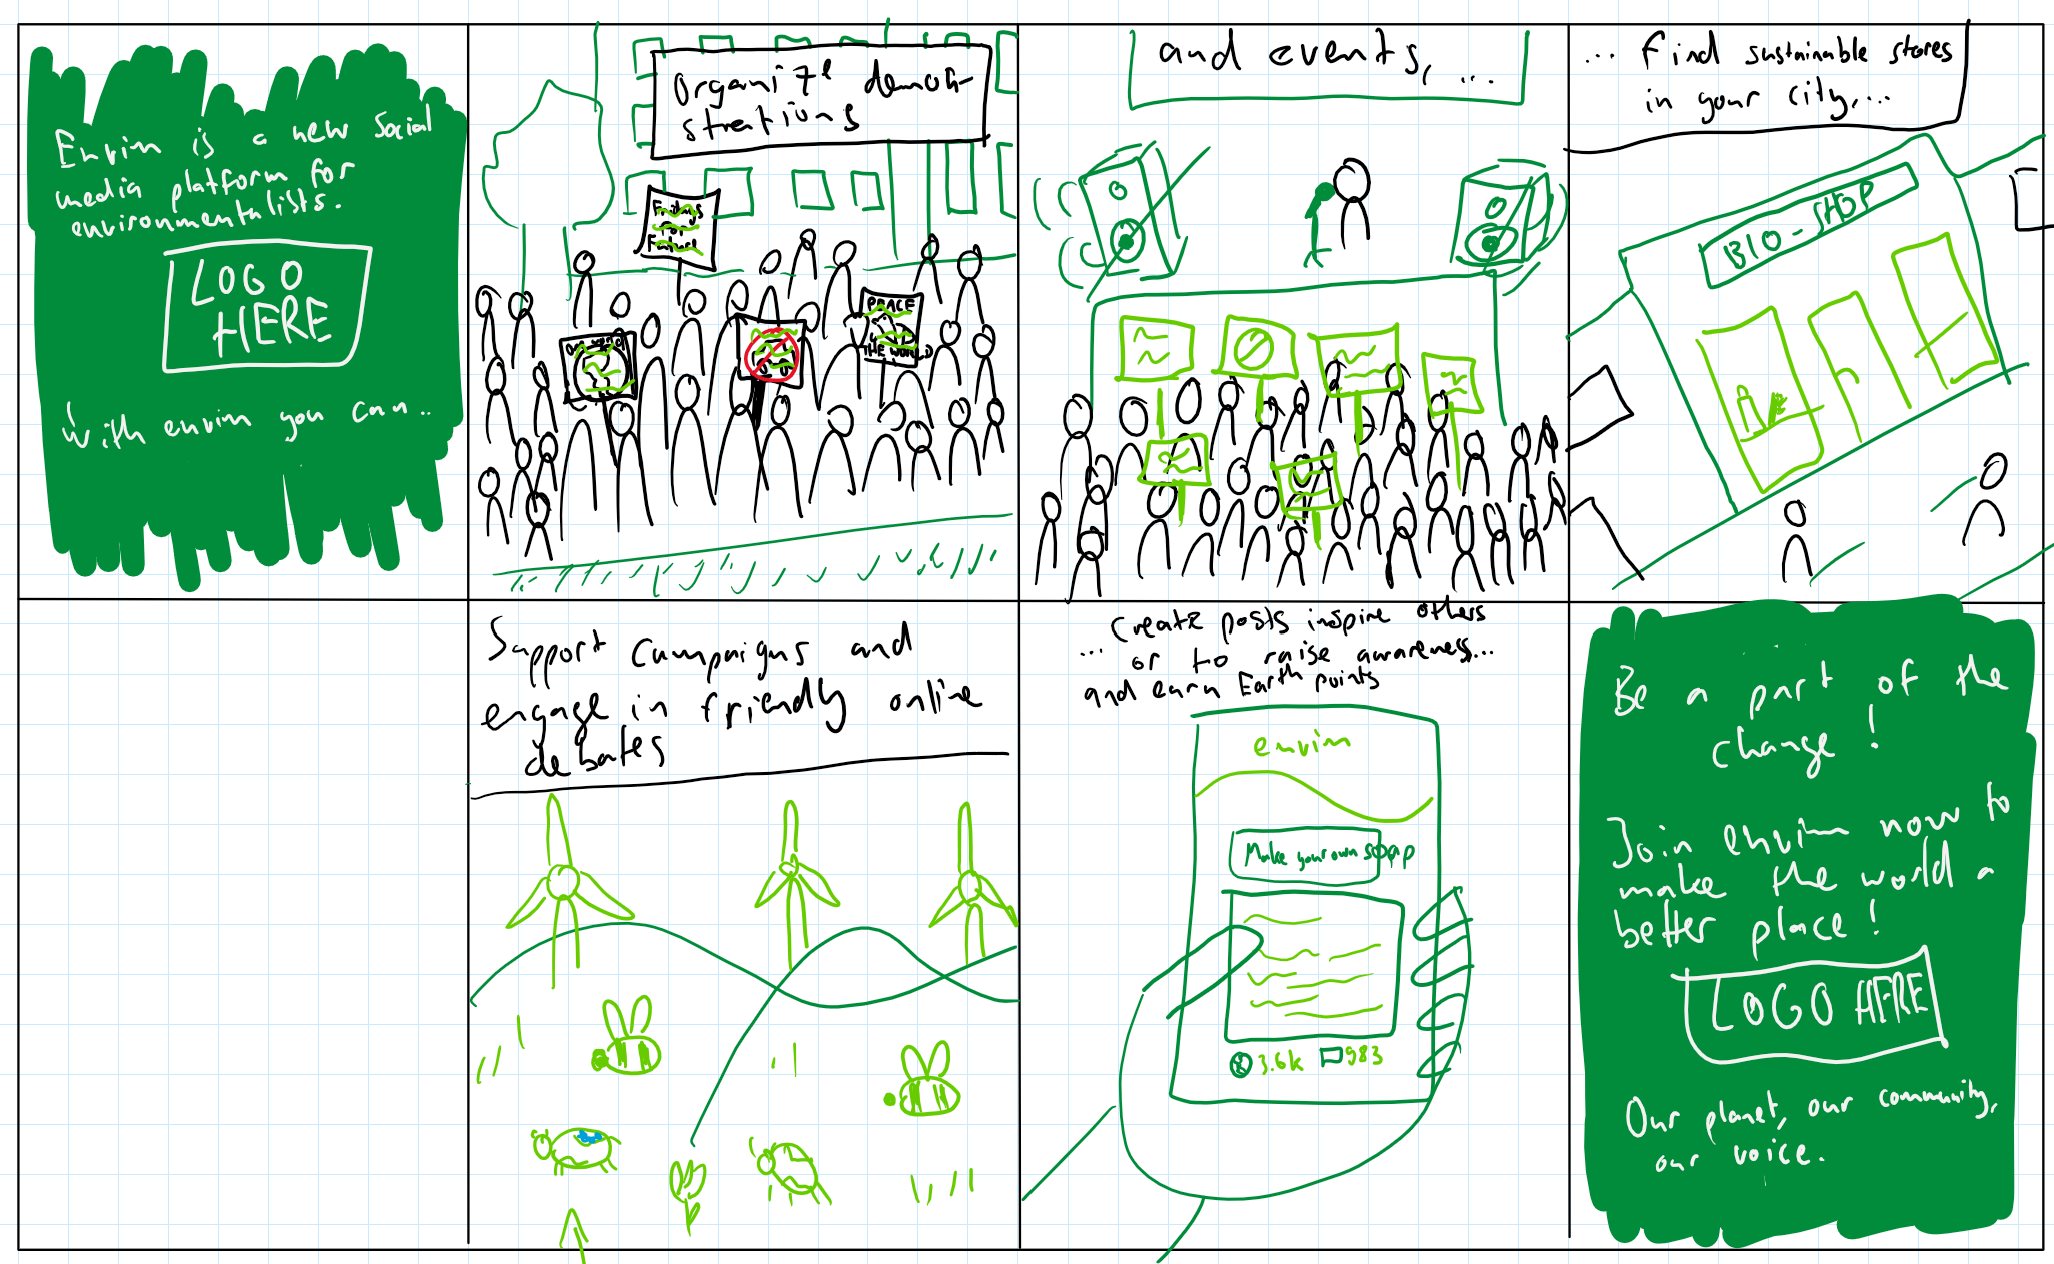 Envim is a new Social
media platform for
environmentalists.
LOGO
HERE
With envim you can..
Organize demon-
strations
Fridays
For
Future
One World
PEACE
THE WORLD
and events, ...
... Find sustainable stores
in your city,...
BIO-SHOP
Support Campaigns and
engage in friendly online
debates
... Create posts inspire others
or to raise awareness...
and earn Earth points
envim
Make your own soap
3.6k 983
Be a part of the
change!
Join envim now to
make the world a
better place!
LOGO HERE
Our planet, our community,
our voice.